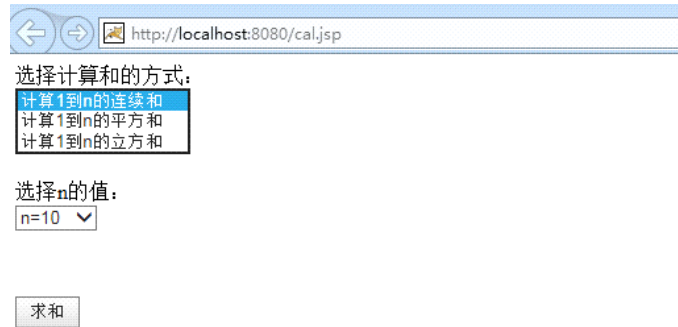 http://localhost:8080/cal.jsp
选择计算和的方式：
计算1到n的连续和
计算1到n的平方和
计算1到n的立方和
选择n的值：
n=10
求和